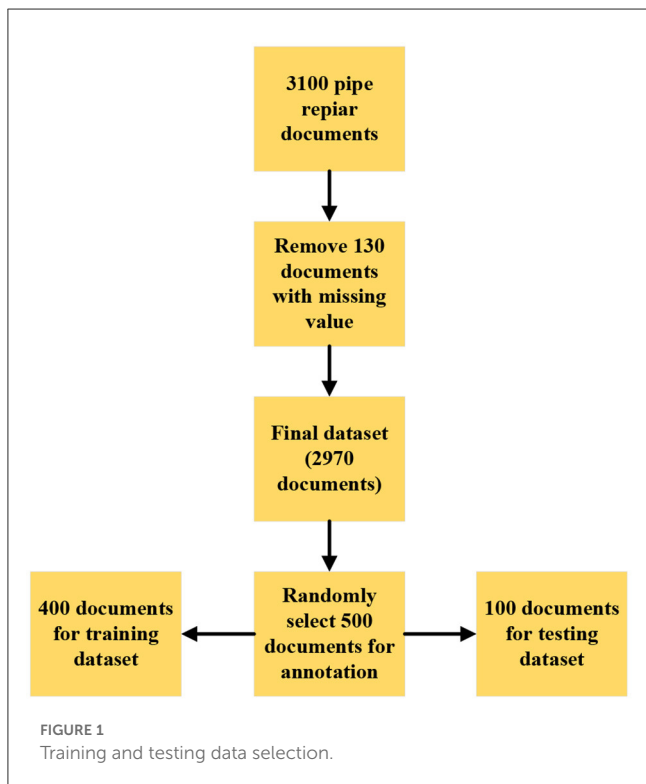 3100 pipe
repiar
documents
Remove 130
documents
with missing
value
Final dataset
(2970
documents)
400 documents
for training
dataset
Randomly
select 500
documents for
annotation
100 documents
for testing
dataset
FIGURE 1
Training and testing data selection.